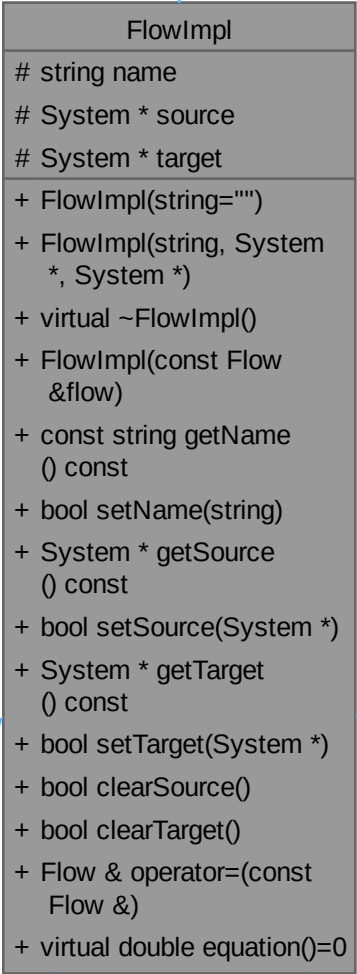 FlowImpl
# string name
# System * source
# System * target
+ FlowImpl(string="")
+ FlowImpl(string, System
*, System *)
+ virtual ~FlowImpl()
+ FlowImpl(const Flow
&flow)
+ const string getName
() const
+ bool setName(string)
+ System * getSource
() const
+ bool setSource(System *)
+ System * getTarget
() const
+ bool setTarget(System *)
+ bool clearSource()
+ bool clearTarget()
+ Flow & operator=(const
Flow &)
+ virtual double equation()=0